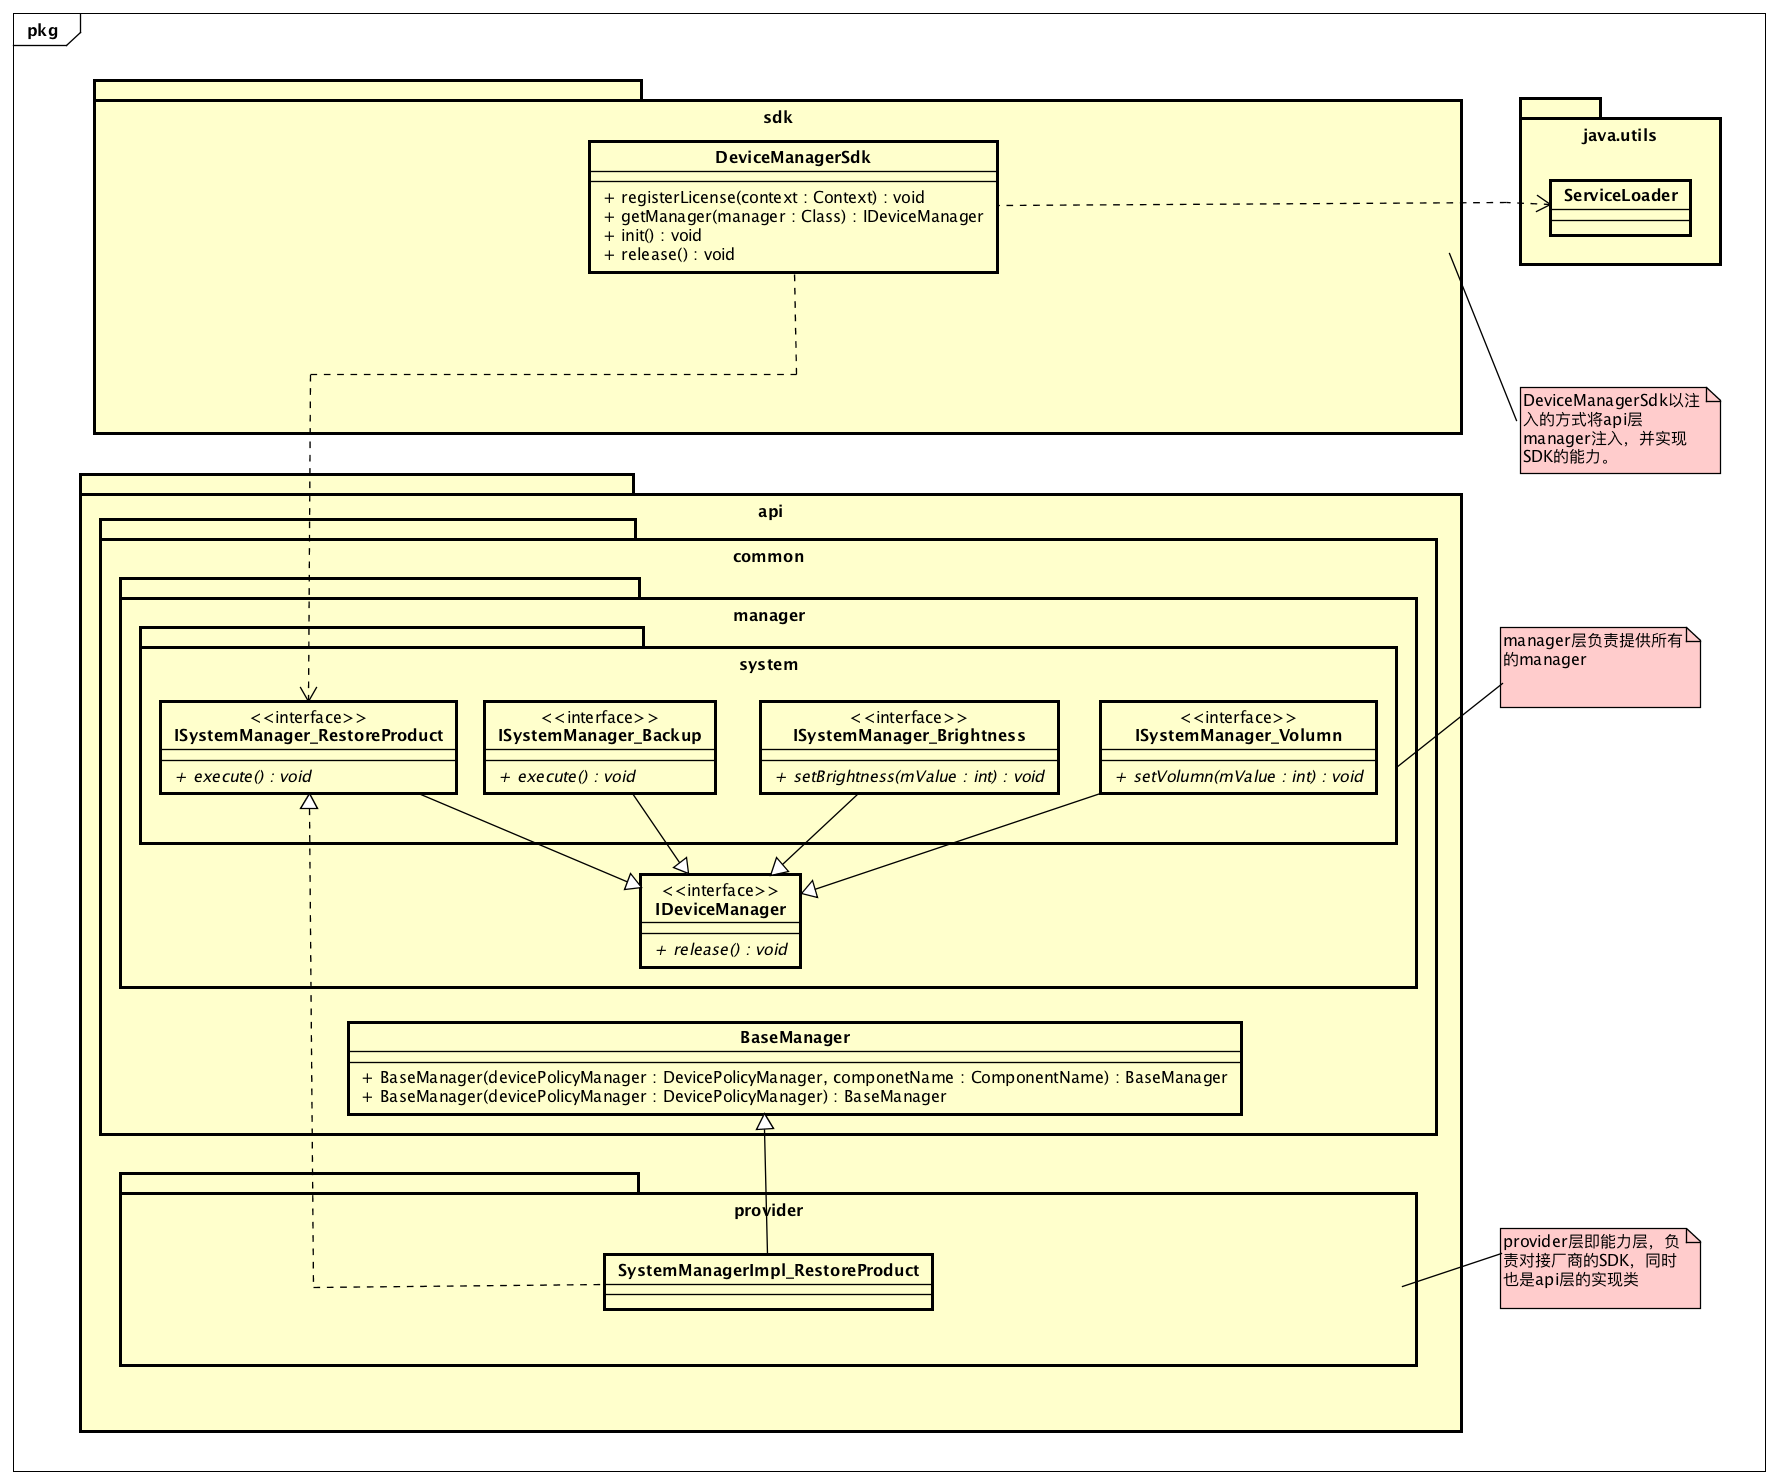 pkg
sdk
DeviceManagerSdk
+ registerLicense(context : Context) : void
+ getManager(manager : Class) : IDeviceManager
+ init() : void
+ release() : void
java.utils
ServiceLoader
DeviceManagerSdk以注
入的方式将api层
manager注入，并实现
SDK的能力。
api
common
manager
system
<<interface>>
ISystemManager_RestoreProduct
+ execute() : void
<<interface>>
ISystemManager_Backup
+ execute() : void
<<interface>>
ISystemManager_Brightness
+ setBrightness(mValue : int) : void
<<interface>>
ISystemManager_Volumn
+ setVolumn(mValue : int) : void
manager层负责提供所有
的manager
<<interface>>
IDeviceManager
+ release() : void
BaseManager
+ BaseManager(devicePolicyManager : DevicePolicyManager, componetName : ComponentName) : BaseManager
+ BaseManager(devicePolicyManager : DevicePolicyManager) : BaseManager
provider
SystemManagerImpl_RestoreProduct
provider层即能力层，负
责对接厂商的SDK，同时
也是api层的实现类